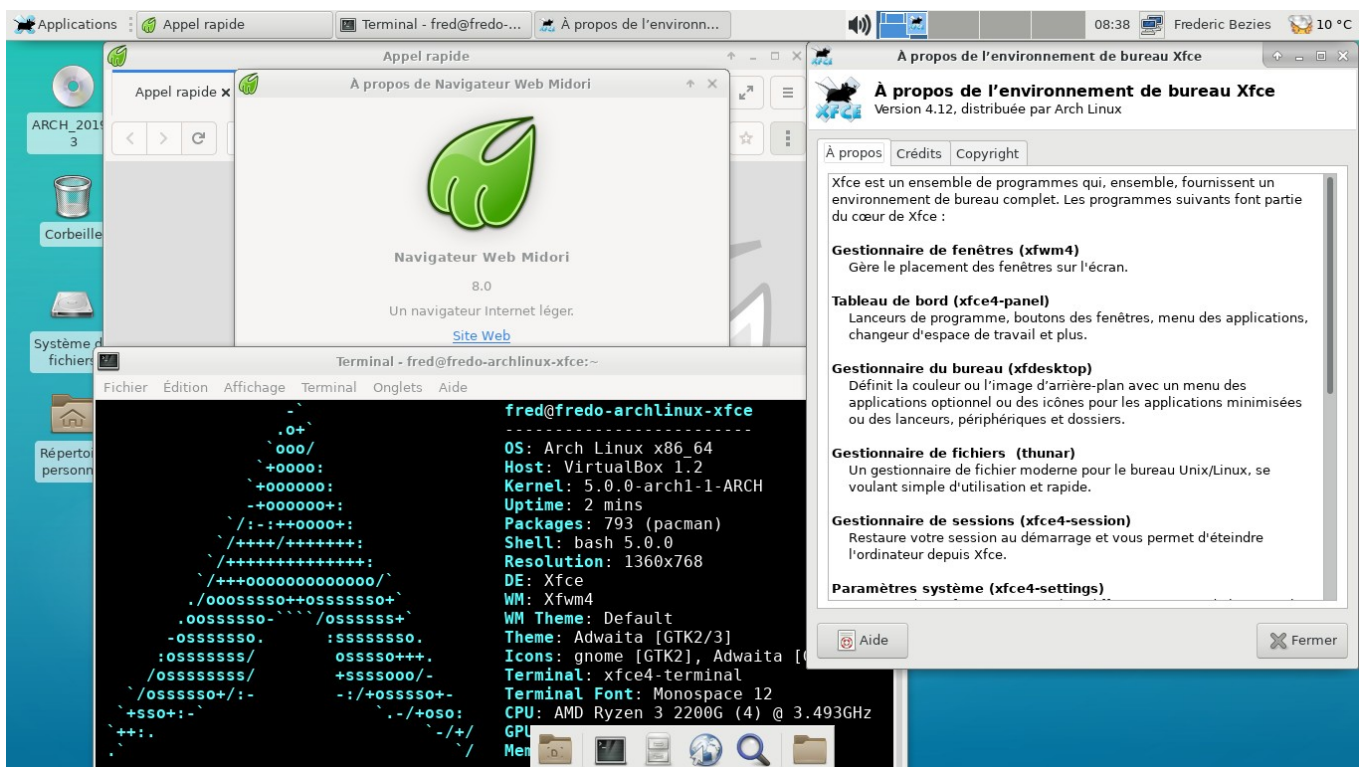 Applications
Appel rapide
Terminal - fred@fredo-...
À propos de l'environn...
08:38
Frederic Bezies
10 °C
ARCH_201
3
Corbeille
Système d
fichiers
Répertoi
personn
Appel rapide
Appel rapide
À propos de Navigateur Web Midori
Navigateur Web Midori
8.0
Un navigateur Internet léger.
Site Web
À propos de l'environnement de bureau Xfce
XFCE
À propos de l'environnement de bureau Xfce
Version 4.12, distribuée par Arch Linux
À propos
Crédits
Copyright
Xfce est un ensemble de programmes qui, ensemble, fournissent un
environnement de bureau complet. Les programmes suivants font partie
du cœur de Xfce :
Gestionnaire de fenêtres (xfwm4)
Gère le placement des fenêtres sur l'écran.
Tableau de bord (xfce4-panel)
Lanceurs de programme, boutons des fenêtres, menu des applications,
changeur d'espace de travail et plus.
Gestionnaire du bureau (xfdesktop)
Définit la couleur ou l'image d'arrière-plan avec un menu des
applications optionnel ou des icônes pour les applications minimisées
ou des lanceurs, périphériques et dossiers.
Gestionnaire de fichiers (thunar)
Un gestionnaire de fichier moderne pour le bureau Unix/Linux, se
voulant simple d'utilisation et rapide.
Gestionnaire de sessions (xfce4-session)
Restaure votre session au démarrage et vous permet d'éteindre
l'ordinateur depuis Xfce.
Paramètres système (xfce4-settings)
Aide
Fermer
Terminal - fred@fredo-archlinux-xfce:~
Fichier Édition Affichage Terminal Onglets Aide
fred@fredo-archlinux-xfce
-------------------------
OS: Arch Linux x86_64
Host: VirtualBox 1.2
Kernel: 5.0.0-arch1-1-ARCH
Uptime: 2 mins
Packages: 793 (pacman)
Shell: bash 5.0.0
Resolution: 1360x768
DE: Xfce
WM: Xfwm4
WM Theme: Default
Theme: Adwaita [GTK2/3]
Icons: gnome [GTK2], Adwaita [
Terminal: xfce4-terminal
Terminal Font: Monospace 12
CPU: AMD Ryzen 3 2200G (4) @ 3.493GHz
GPU
Mem